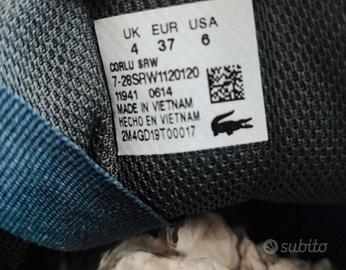 UK EUR USA
4 37 6
CORLU SRW
7-28SRW1120120
11941 0614
MADE IN VIETNAM
HECHO EN VIETNAM
2M4GD19T00017
subito